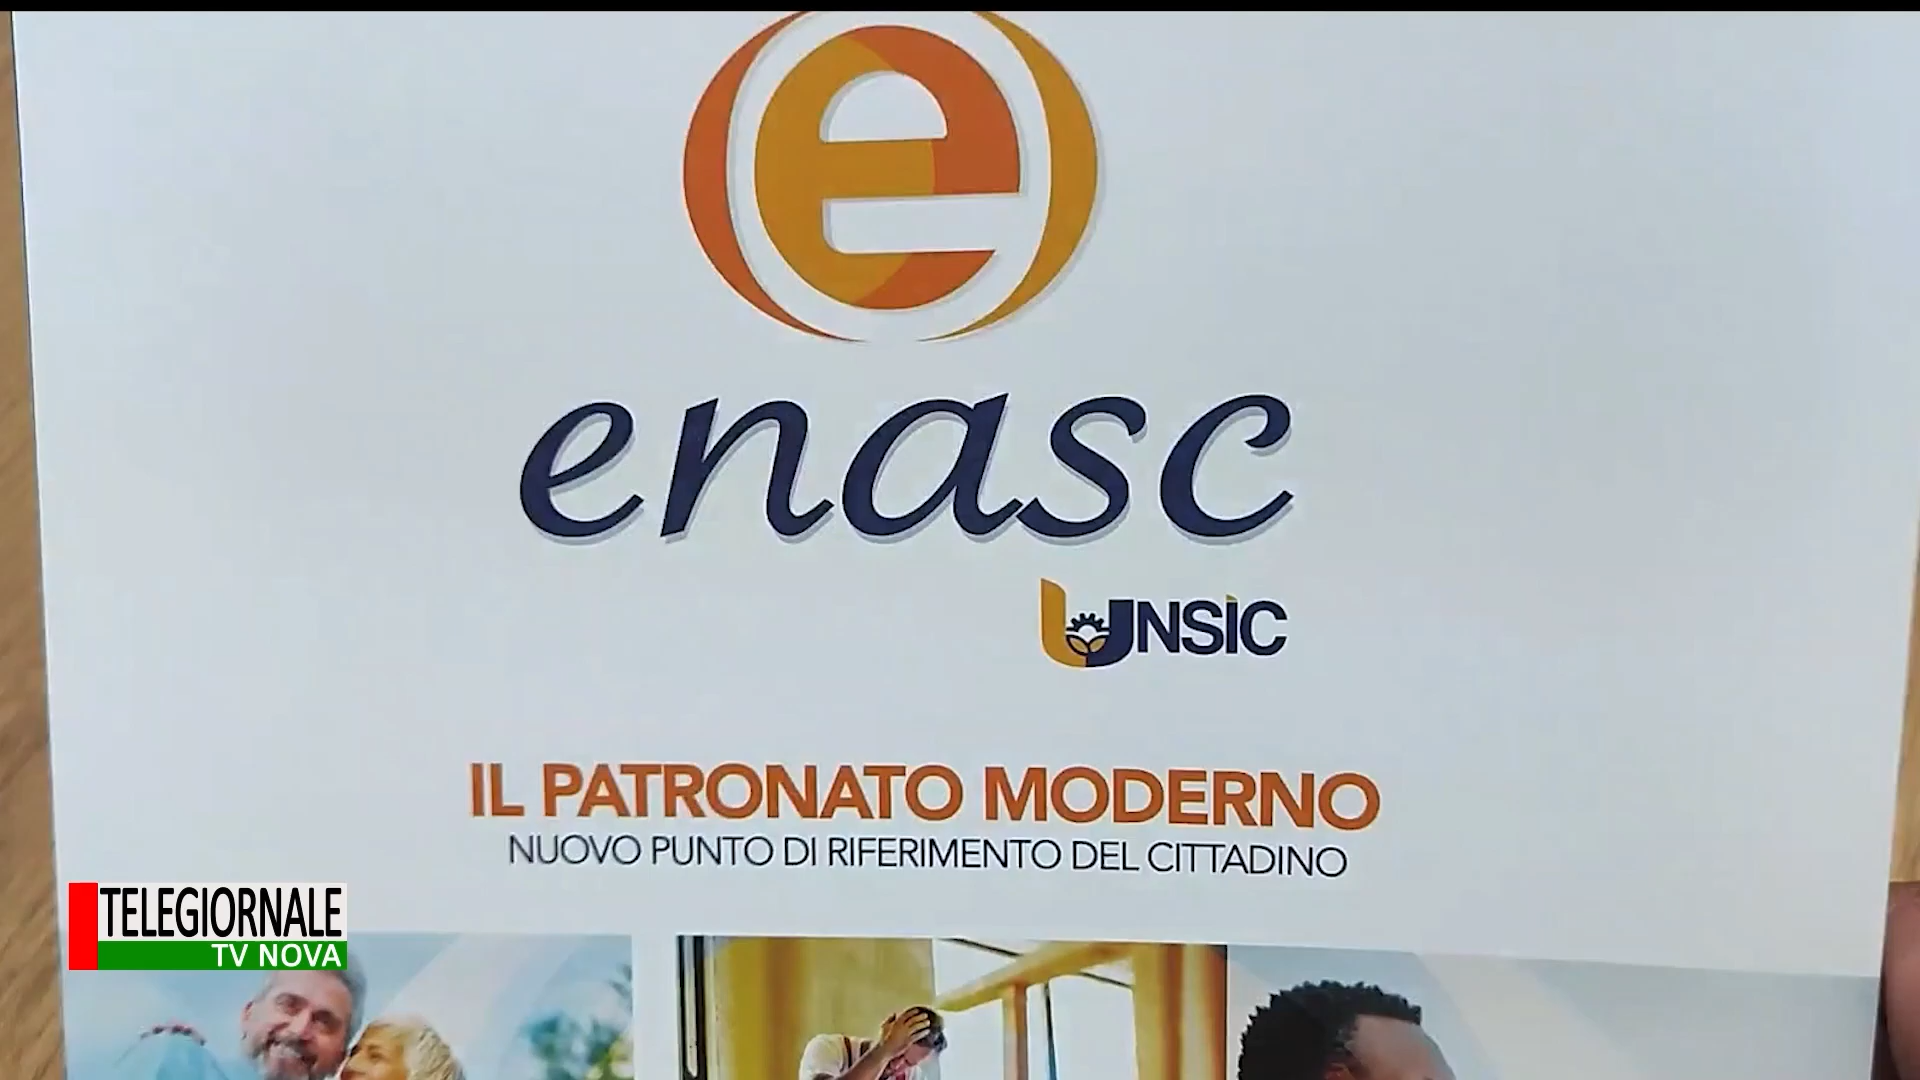 e
enasc
UNSIC
IL PATRONATO MODERNO
NUOVO PUNTO DI RIFERIMENTO DEL CITTADINO
TELEGIORNALE
TV NOVA